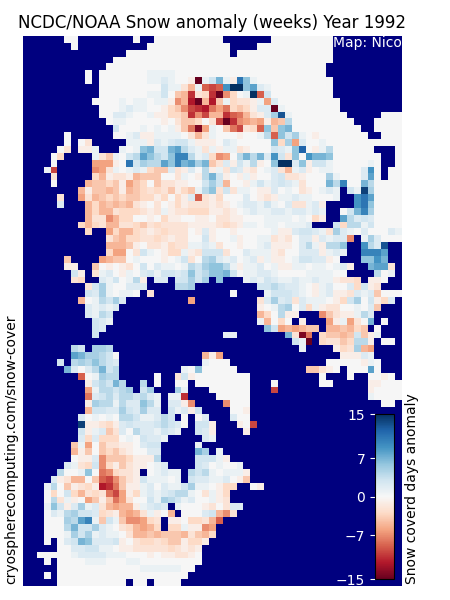 NCDC/NOAA Snow anomaly (weeks) Year 1992
Map: Nico
cryospherecomputing.com/snow-cover
15
7
0
−7
−15
Snow coverd days anomaly